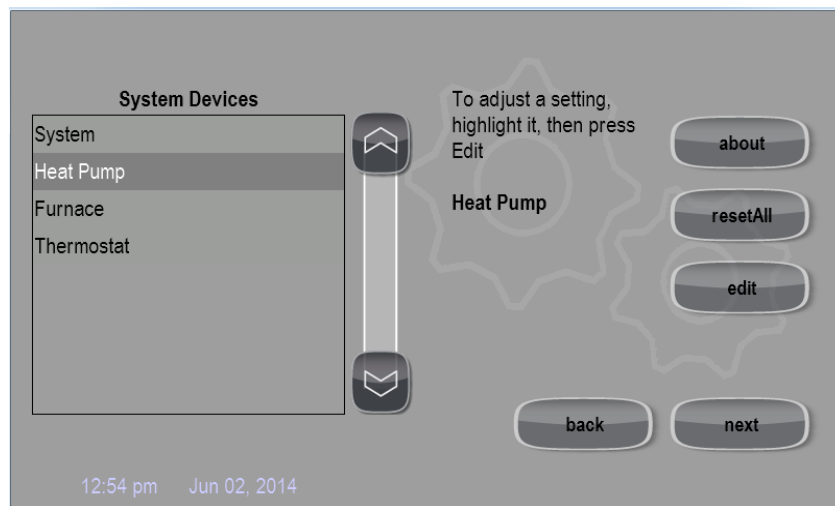 System Devices
System
Heat Pump
Furnace
Thermostat
To adjust a setting,
highlight it, then press
Edit
Heat Pump
about
resetAll
edit
back
next
12:54 pm Jun 02, 2014